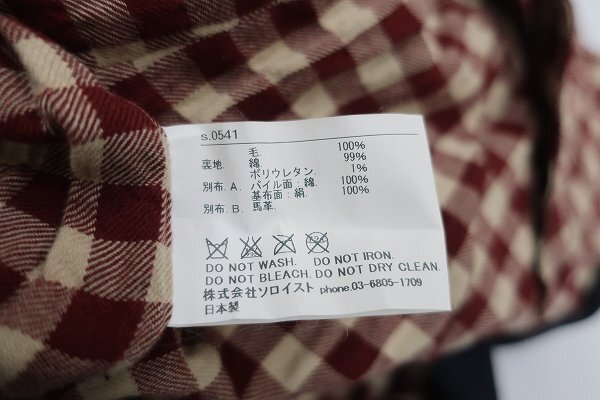 s.0541
毛 100%
裏地: 綿. 99%
ポリウレタン. 1%
別布. A. パイル面:綿. 100%
基布面:絹. 100%
別布. B. 馬革.
DO NOT WASH. DO NOT IRON.
DO NOT BLEACH. DO NOT DRY CLEAN.
株式会社ソロイスト phone.03-6805-1709
日本製